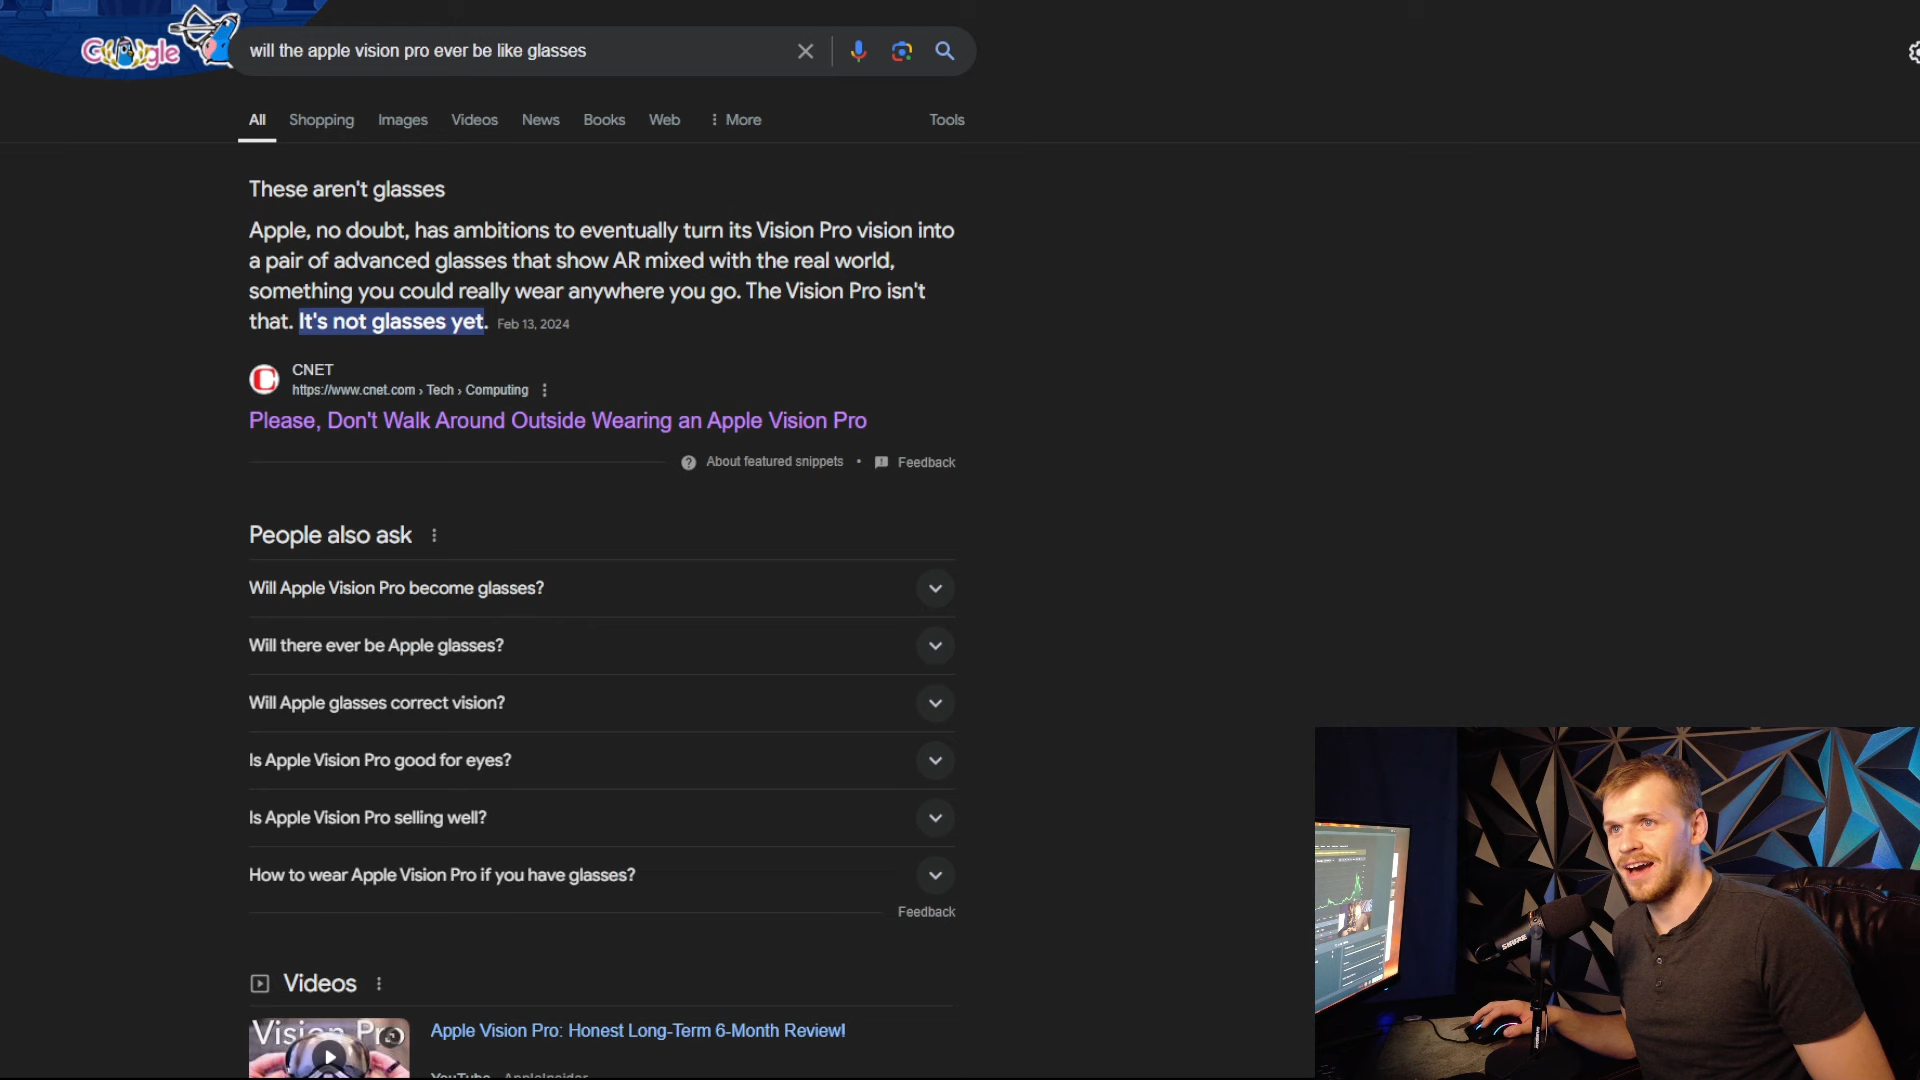 Google
will the apple vision pro ever be like glasses
All
Shopping
Images
Videos
News
Books
Web
More
Tools
These aren't glasses
Apple, no doubt, has ambitions to eventually turn its Vision Pro vision into
a pair of advanced glasses that show AR mixed with the real world,
something you could really wear anywhere you go. The Vision Pro isn't
that. It's not glasses yet. Feb 13, 2024
CNET
https://www.cnet.com › Tech › Computing
Please, Don't Walk Around Outside Wearing an Apple Vision Pro
About featured snippets • Feedback
People also ask
Will Apple Vision Pro become glasses?
Will there ever be Apple glasses?
Will Apple glasses correct vision?
Is Apple Vision Pro good for eyes?
Is Apple Vision Pro selling well?
How to wear Apple Vision Pro if you have glasses?
Feedback
Videos
Vision Pro
Apple Vision Pro: Honest Long-Term 6-Month Review!
YouTube · AppleInsider
SHURE